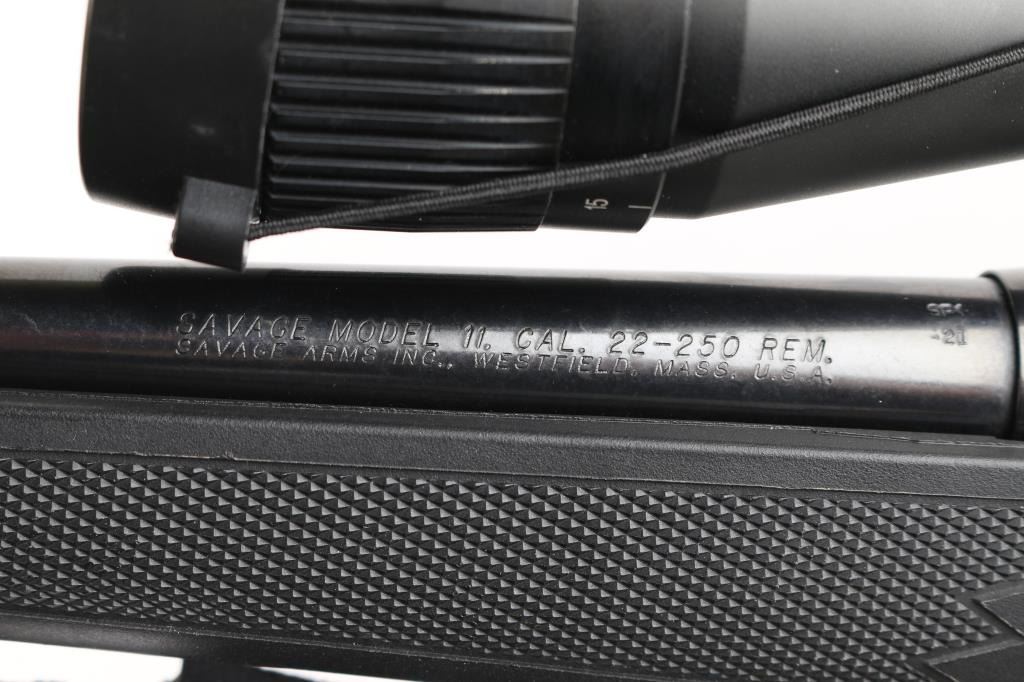 15
SAVAGE MODEL 11. CAL. 22-250 REM.
SAVAGE ARMS INC., WESTFIELD, MASS. U.S.A.